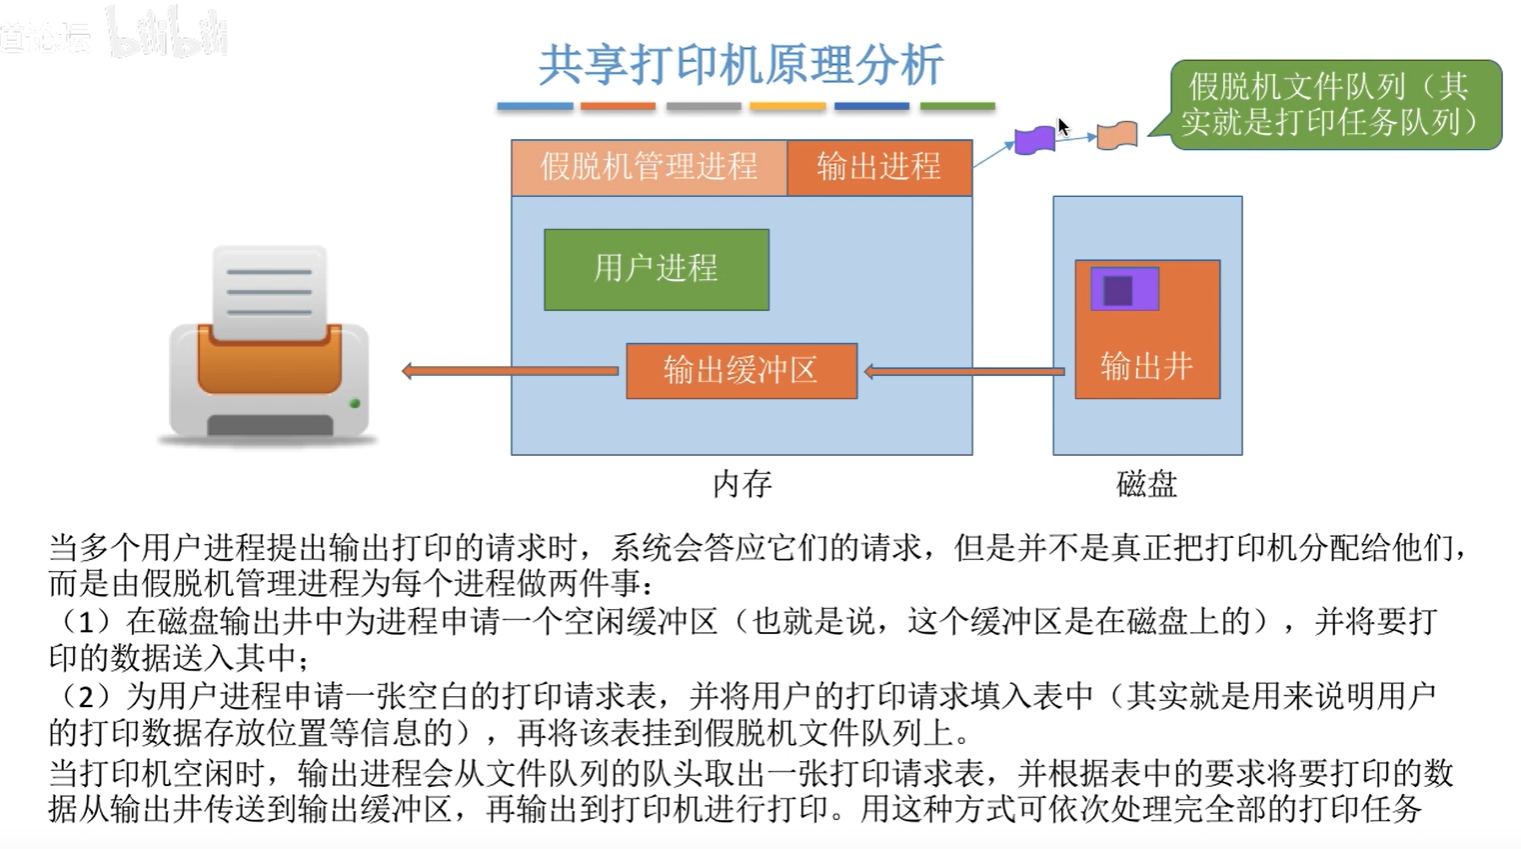 道论坛 bilibili
共享打印机原理分析
假脱机文件队列（其
实就是打印任务队列）
假脱机管理进程
输出进程
用户进程
输出缓冲区
输出井
内存
磁盘
当多个用户进程提出输出打印的请求时，系统会答应它们的请求，但是并不是真正把打印机分配给他们，
而是由假脱机管理进程为每个进程做两件事：
（1）在磁盘输出井中为进程申请一个空闲缓冲区（也就是说，这个缓冲区是在磁盘上的），并将要打
印的数据送入其中；
（2）为用户进程申请一张空白的打印请求表，并将用户的打印请求填入表中（其实就是用来说明用户
的打印数据存放位置等信息的），再将该表挂到假脱机文件队列上。
当打印机空闲时，输出进程会从文件队列的队头取出一张打印请求表，并根据表中的要求将要打印的数
据从输出井传送到输出缓冲区，再输出到打印机进行打印。用这种方式可依次处理完全部的打印任务